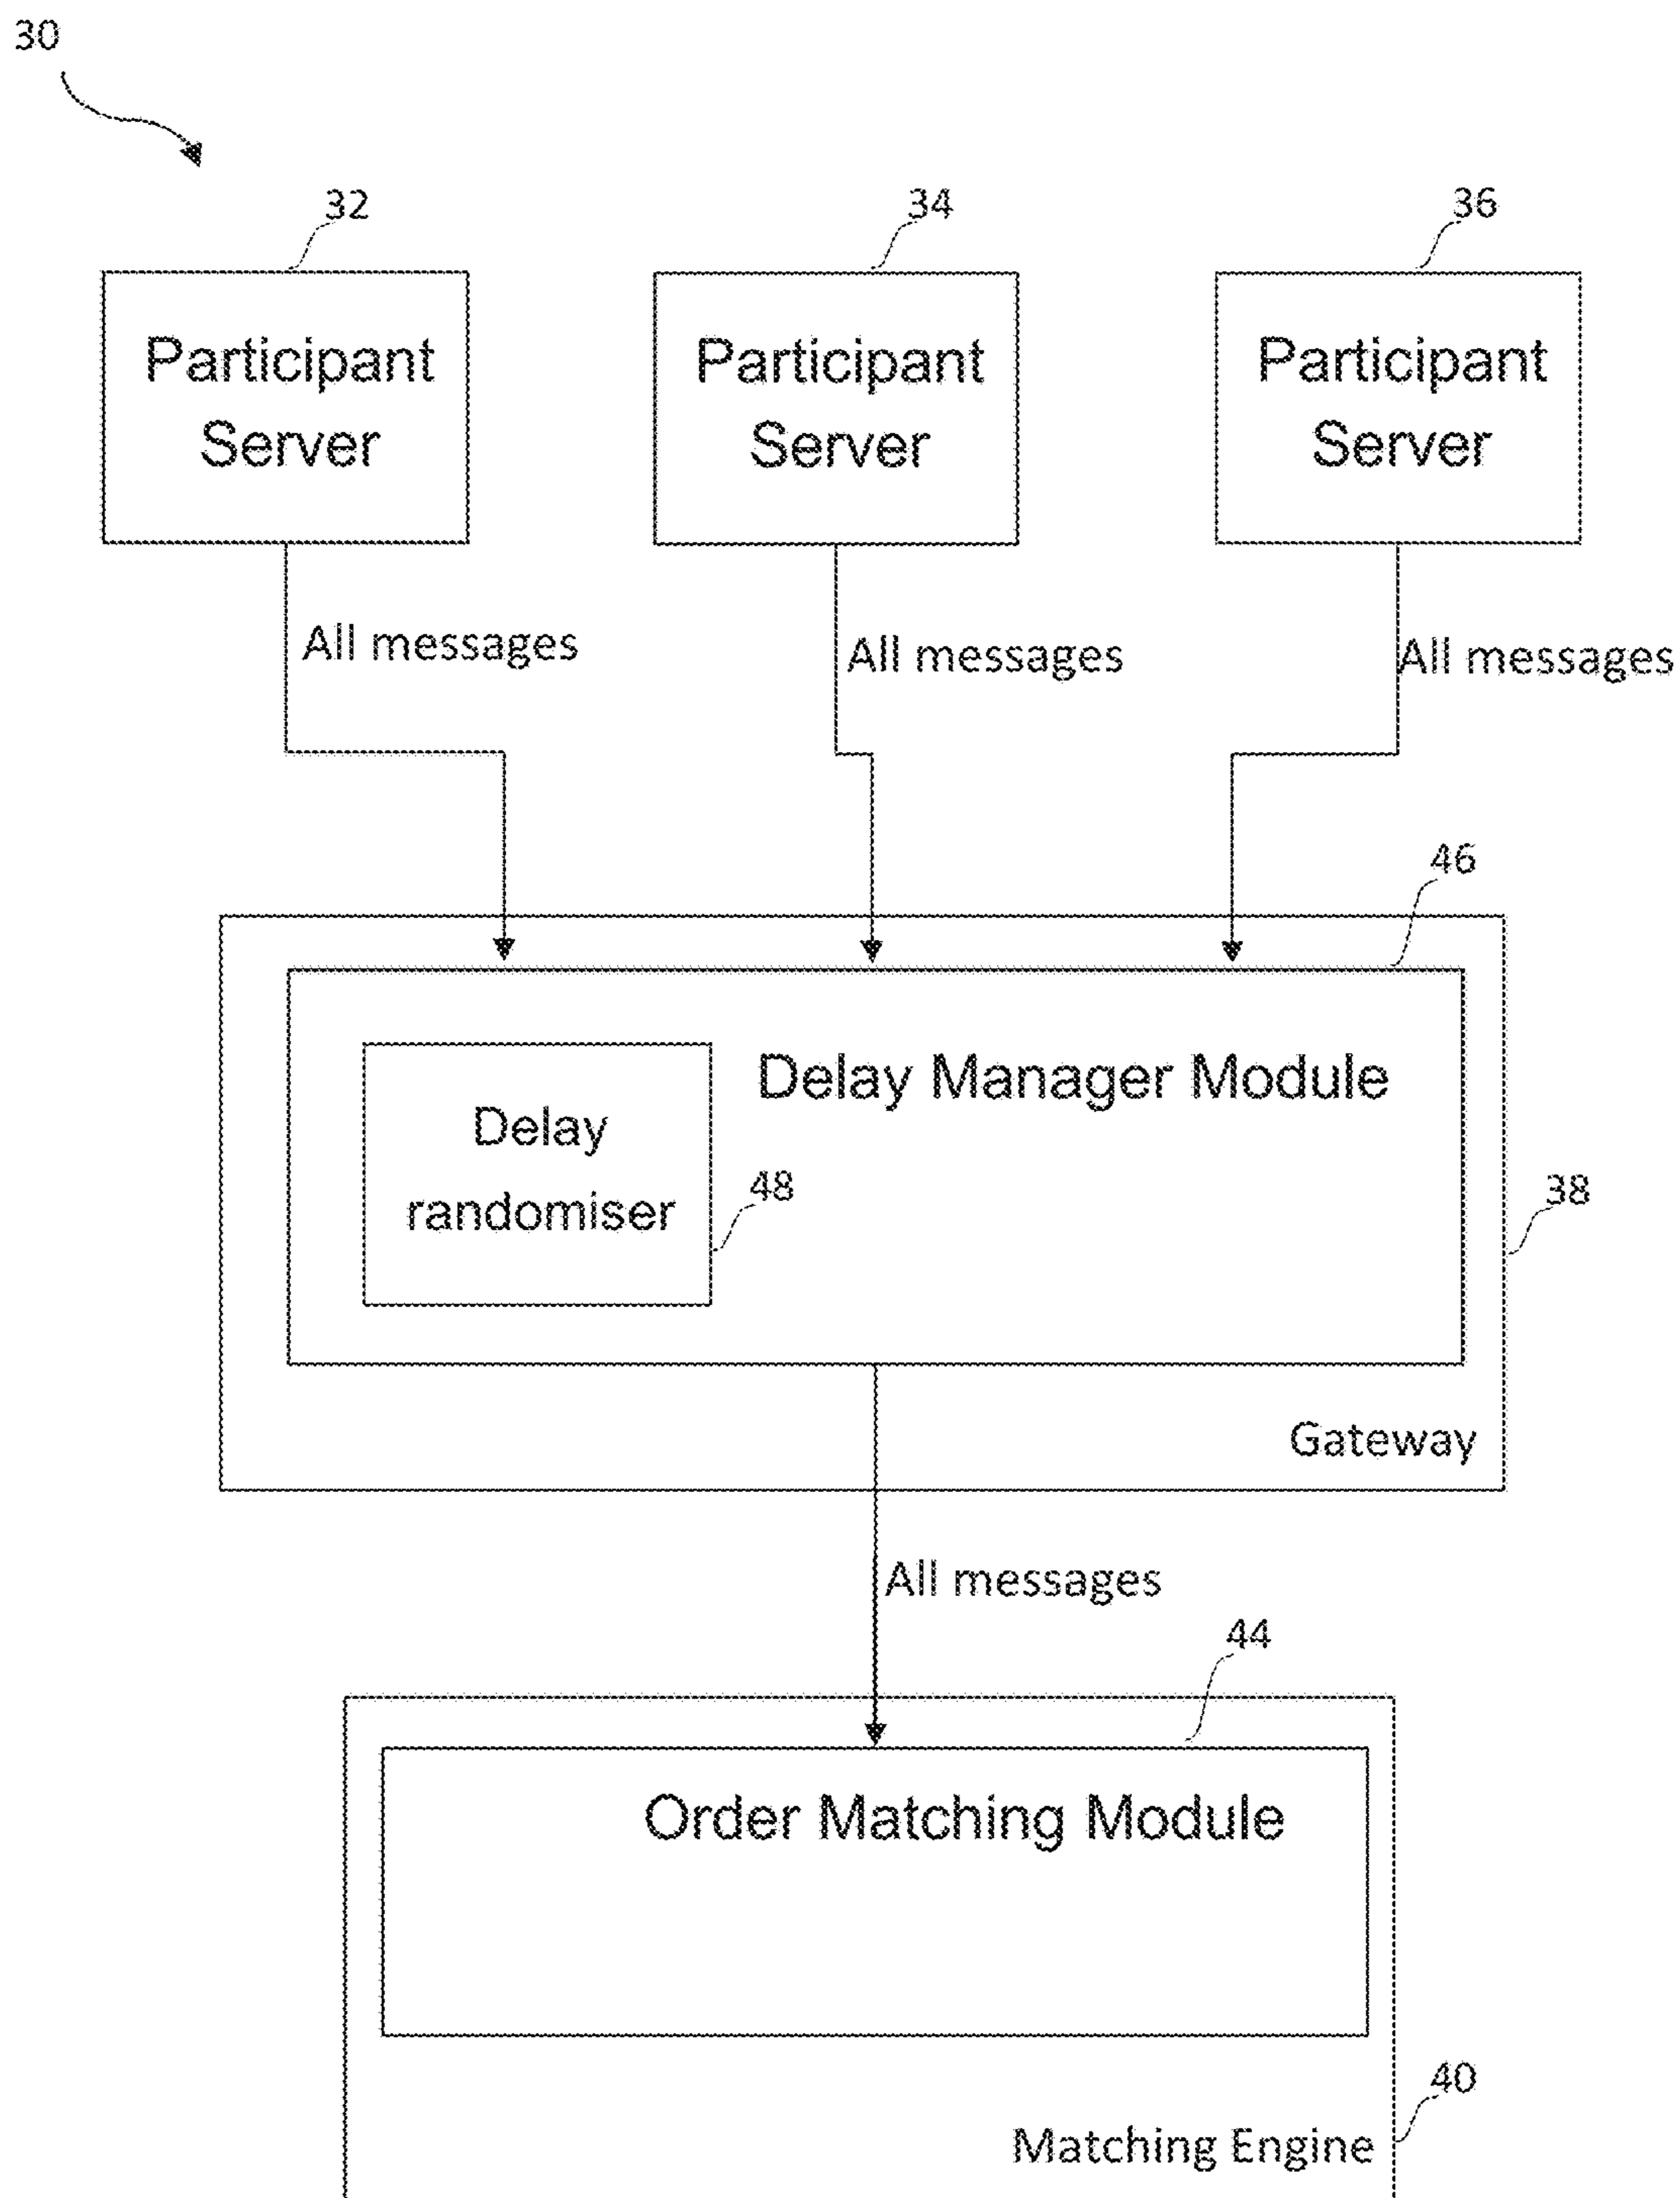 30
32
34
36
Participant
Server
Participant
Server
Participant
Server
All messages
All messages
All messages
46
Delay Manager Module
Delay
randomiser
48
38
Gateway
All messages
44
Order Matching Module
40
Matching Engine